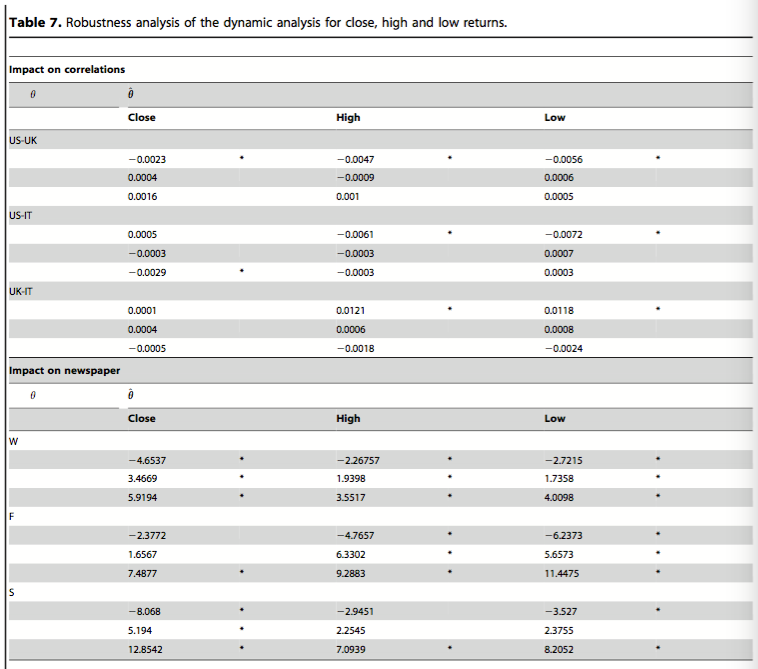 Table 7. Robustness analysis of the dynamic analysis for close, high and low returns.
Impact on correlations
θ θ̂
Close High Low
US-UK
−0.0023 * −0.0047 * −0.0056 *
0.0004 −0.0009 0.0006
0.0016 0.001 0.0005
US-IT
0.0005 −0.0061 * −0.0072 *
−0.0003 −0.0003 0.0007
−0.0029 * −0.0003 0.0003
UK-IT
0.0001 0.0121 * 0.0118 *
0.0004 0.0006 0.0008
−0.0005 −0.0018 −0.0024
Impact on newspaper
θ θ̂
Close High Low
W
−4.6537 * −2.26757 * −2.7215 *
3.4669 * 1.9398 * 1.7358 *
5.9194 * 3.5517 * 4.0098 *
F
−2.3772 −4.7657 * −6.2373 *
1.6567 6.3302 * 5.6573 *
7.4877 * 9.2883 * 11.4475 *
S
−8.068 * −2.9451 −3.527 *
5.194 * 2.2545 2.3755
12.8542 * 7.0939 * 8.2052 *